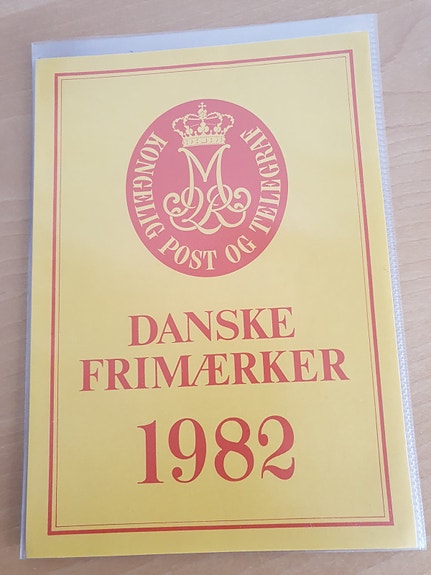 KONGELIG POST OG TELEGRAF
DANSKE
FRIMÆRKER
1982